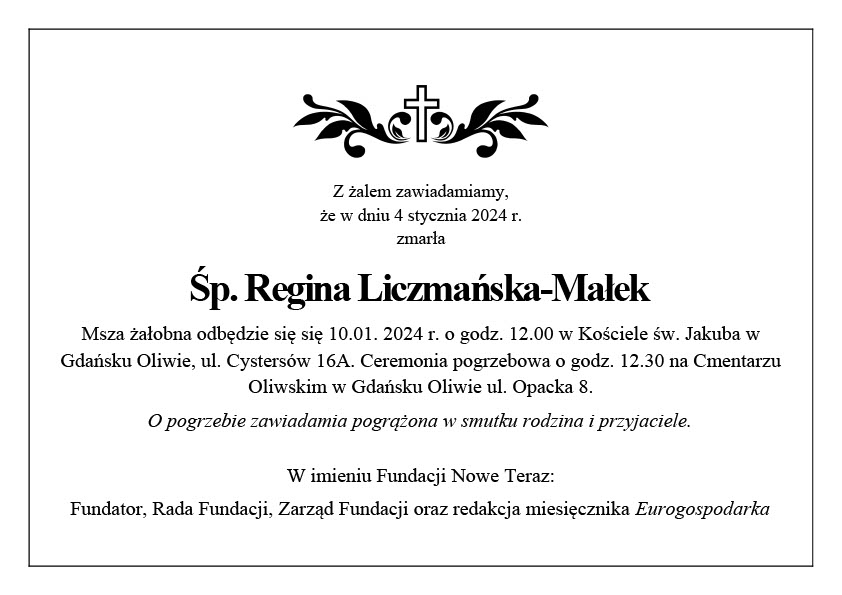 Z żalem zawiadamiamy,
że w dniu 4 stycznia 2024 r.
zmarła
Śp. Regina Liczmańska-Małek
Msza żałobna odbędzie się się 10.01. 2024 r. o godz. 12.00 w Kościele św. Jakuba w
Gdańsku Oliwie, ul. Cystersów 16A. Ceremonia pogrzebowa o godz. 12.30 na Cmentarzu
Oliwskim w Gdańsku Oliwie ul. Opacka 8.
O pogrzebie zawiadamia pogrążona w smutku rodzina i przyjaciele.
W imieniu Fundacji Nowe Teraz:
Fundator, Rada Fundacji, Zarząd Fundacji oraz redakcja miesięcznika Eurogospodarka